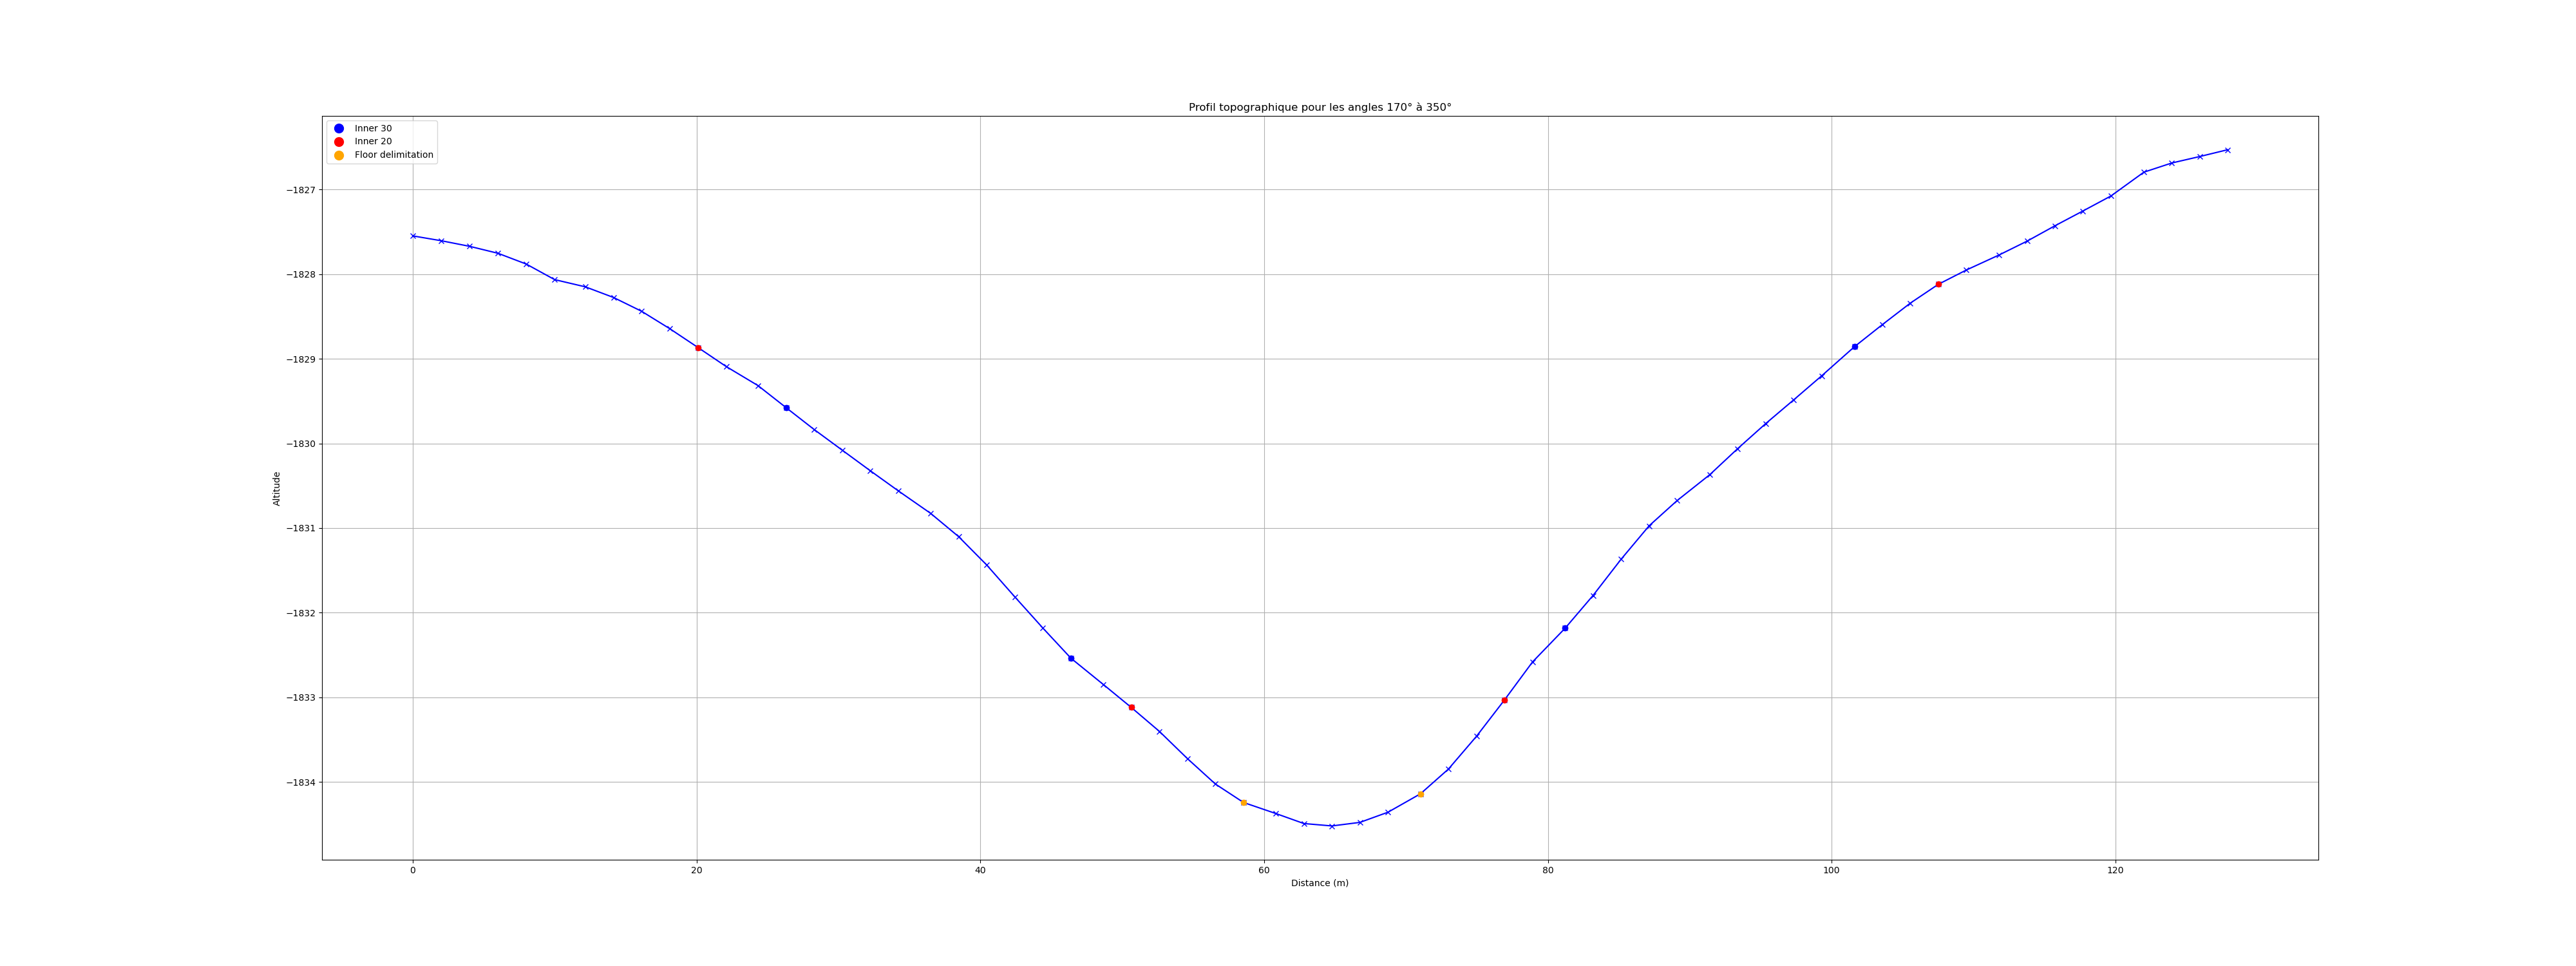 Profil topographique pour les angles 170° à 350°
Inner 30
Inner 20
Floor delimitation
−1827
−1828
−1829
−1830
−1831
−1832
−1833
−1834
Altitude
0 20 40 60 80 100 120
Distance (m)